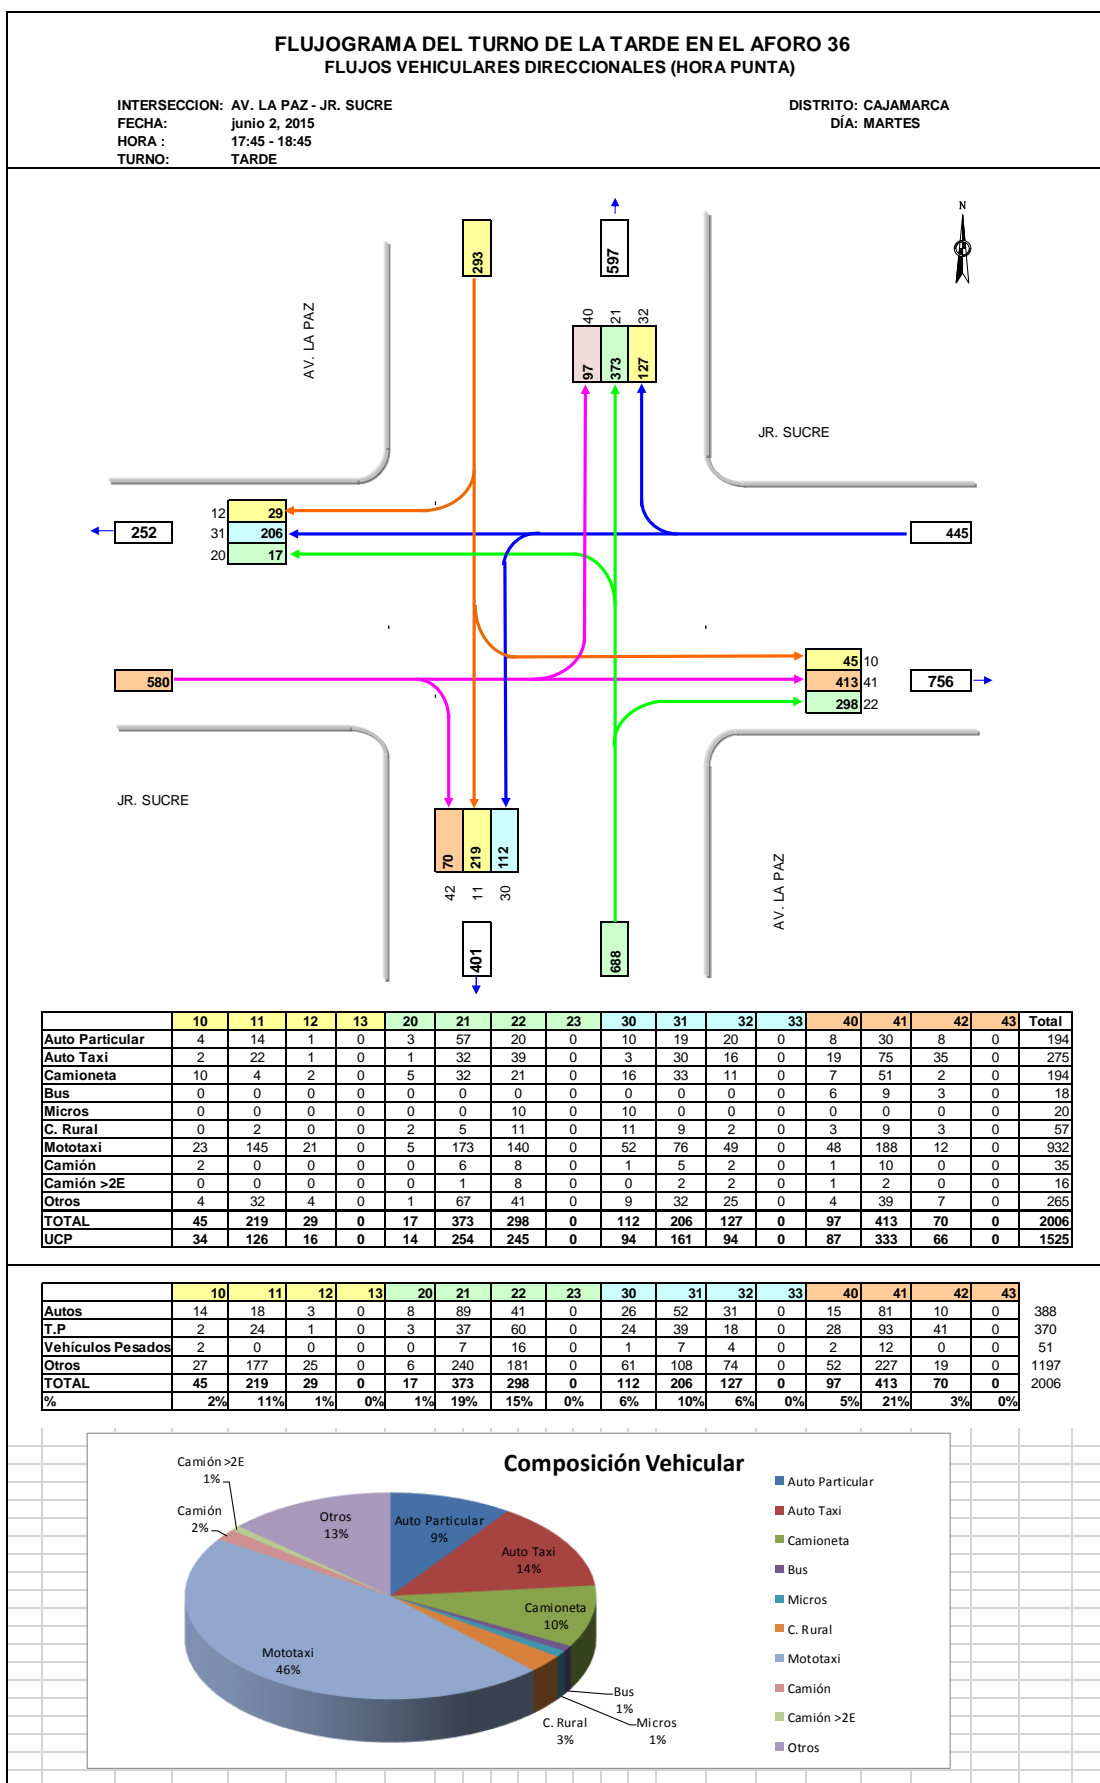 FLUJOGRAMA DEL TURNO DE LA TARDE EN EL AFORO 36
FLUJOS VEHICULARES DIRECCIONALES (HORA PUNTA)
INTERSECCION: AV. LA PAZ - JR. SUCRE DISTRITO: CAJAMARCA
FECHA: junio 2, 2015 DÍA: MARTES
HORA : 17:45 - 18:45
TURNO: TARDE
N
293
597
AV. LA PAZ
40 21 32
97 373 127
JR. SUCRE
12 29
31 206
20 17
252
445
580
45 10
413 41
298 22
756
JR. SUCRE
70 219 112
42 11 30
AV. LA PAZ
401
688
10 11 12 13 20 21 22 23 30 31 32 33 40 41 42 43 Total
Auto Particular 4 14 1 0 3 57 20 0 10 19 20 0 8 30 8 0 194
Auto Taxi 2 22 1 0 1 32 39 0 3 30 16 0 19 75 35 0 275
Camioneta 10 4 2 0 5 32 21 0 16 33 11 0 7 51 2 0 194
Bus 0 0 0 0 0 0 0 0 0 0 0 0 6 9 3 0 18
Micros 0 0 0 0 0 0 10 0 10 0 0 0 0 0 0 0 20
C. Rural 0 2 0 0 2 5 11 0 11 9 2 0 3 9 3 0 57
Mototaxi 23 145 21 0 5 173 140 0 52 76 49 0 48 188 12 0 932
Camión 2 0 0 0 0 6 8 0 1 5 2 0 1 10 0 0 35
Camión >2E 0 0 0 0 0 1 8 0 0 2 2 0 1 2 0 0 16
Otros 4 32 4 0 1 67 41 0 9 32 25 0 4 39 7 0 265
TOTAL 45 219 29 0 17 373 298 0 112 206 127 0 97 413 70 0 2006
UCP 34 126 16 0 14 254 245 0 94 161 94 0 87 333 66 0 1525
10 11 12 13 20 21 22 23 30 31 32 33 40 41 42 43
Autos 14 18 3 0 8 89 41 0 26 52 31 0 15 81 10 0 388
T.P 2 24 1 0 3 37 60 0 24 39 18 0 28 93 41 0 370
Vehículos Pesados 2 0 0 0 0 7 16 0 1 7 4 0 2 12 0 0 51
Otros 27 177 25 0 6 240 181 0 61 108 74 0 52 227 19 0 1197
TOTAL 45 219 29 0 17 373 298 0 112 206 127 0 97 413 70 0 2006
% 2% 11% 1% 0% 1% 19% 15% 0% 6% 10% 6% 0% 5% 21% 3% 0%
Composición Vehicular
Camión >2E
1%
Camión
2%
Otros
13%
Auto Particular
9%
Auto Taxi
14%
Camioneta
10%
Mototaxi
46%
Bus
1%
C. Rural
3%
Micros
1%
Auto Particular
Auto Taxi
Camioneta
Bus
Micros
C. Rural
Mototaxi
Camión
Camión >2E
Otros